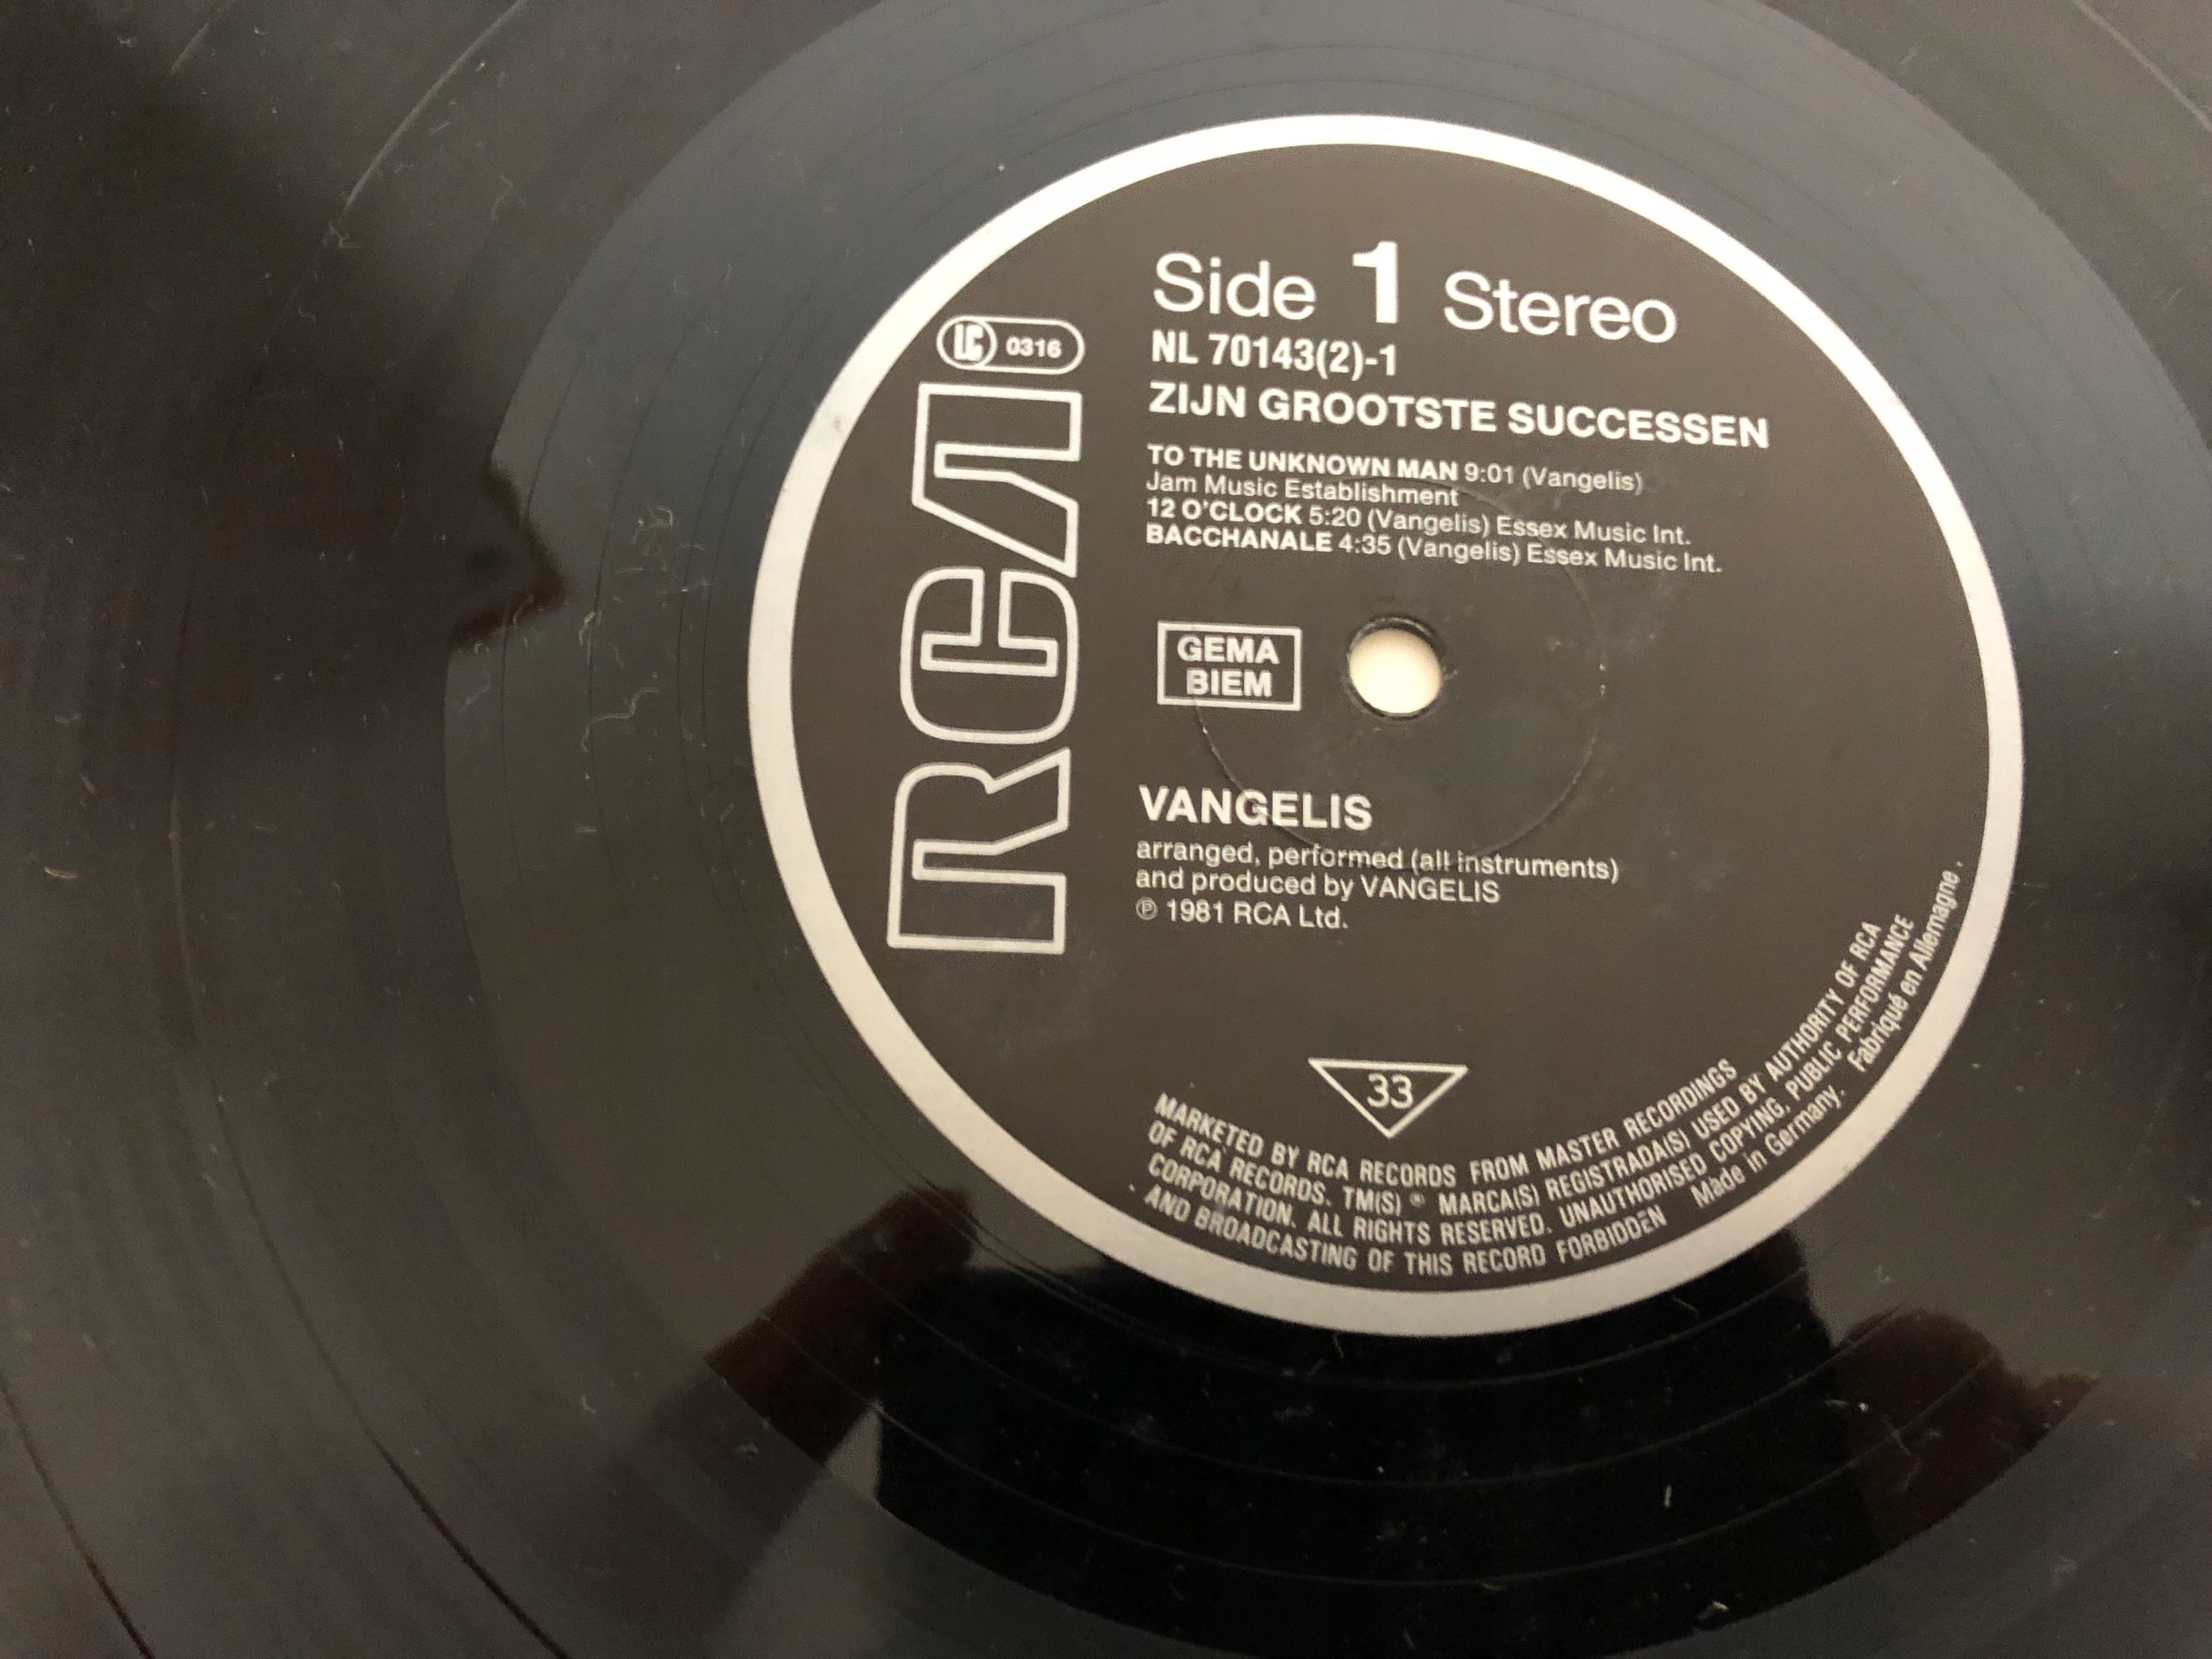 Side 1 Stereo
LC 0316
NL 70143(2)-1
ZIJN GROOTSTE SUCCESSEN
TO THE UNKNOWN MAN 9:01 (Vangelis)
Jam Music Establishment
12 O'CLOCK 5:20 (Vangelis) Essex Music Int.
BACCHANALE 4:35 (Vangelis) Essex Music Int.
RCA
GEMA
BIEM
VANGELIS
arranged, performed (all instruments)
and produced by VANGELIS
℗ 1981 RCA Ltd.
33
MARKETED BY RCA RECORDS FROM MASTER RECORDINGS
OF RCA RECORDS. TM(S) ® MARCA(S) REGISTRADA(S) USED BY AUTHORITY OF RCA
CORPORATION. ALL RIGHTS RESERVED. UNAUTHORISED COPYING, PUBLIC PERFORMANCE
AND BROADCASTING OF THIS RECORD FORBIDDEN Made in Germany. Fabriqué en Allemagne.